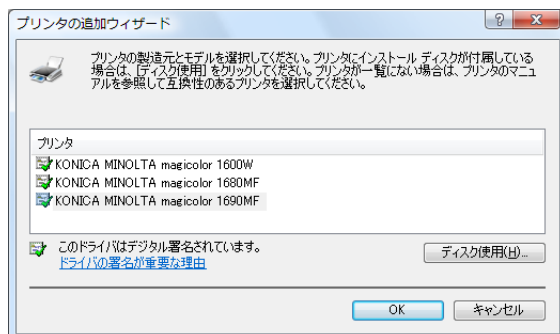 プリンタの追加ウィザード
プリンタの製造元とモデルを選択してください。プリンタにインストール ディスクが付属している
場合は、[ディスク使用] をクリックしてください。プリンタが一覧にない場合は、プリンタのマニュ
アルを参照して互換性のあるプリンタを選択してください。
プリンタ
KONICA MINOLTA magicolor 1600W
KONICA MINOLTA magicolor 1680MF
KONICA MINOLTA magicolor 1690MF
このドライバはデジタル署名されています。
ドライバの署名が重要な理由
ディスク使用(H)...
OK
キャンセル